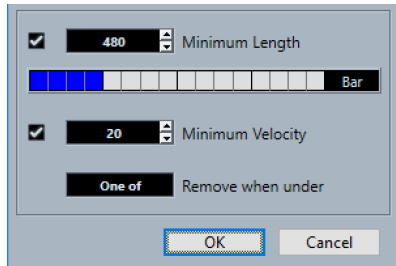 480 Minimum Length
Bar
20 Minimum Velocity
One of Remove when under
OK Cancel